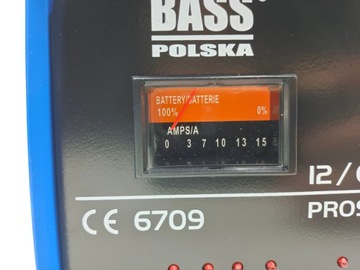 BASS®
POLSKA
BATTERY/BATTERIE
100% 0%
AMPS/A
0 3 7 10 13 15
12/
CE 6709
PROS